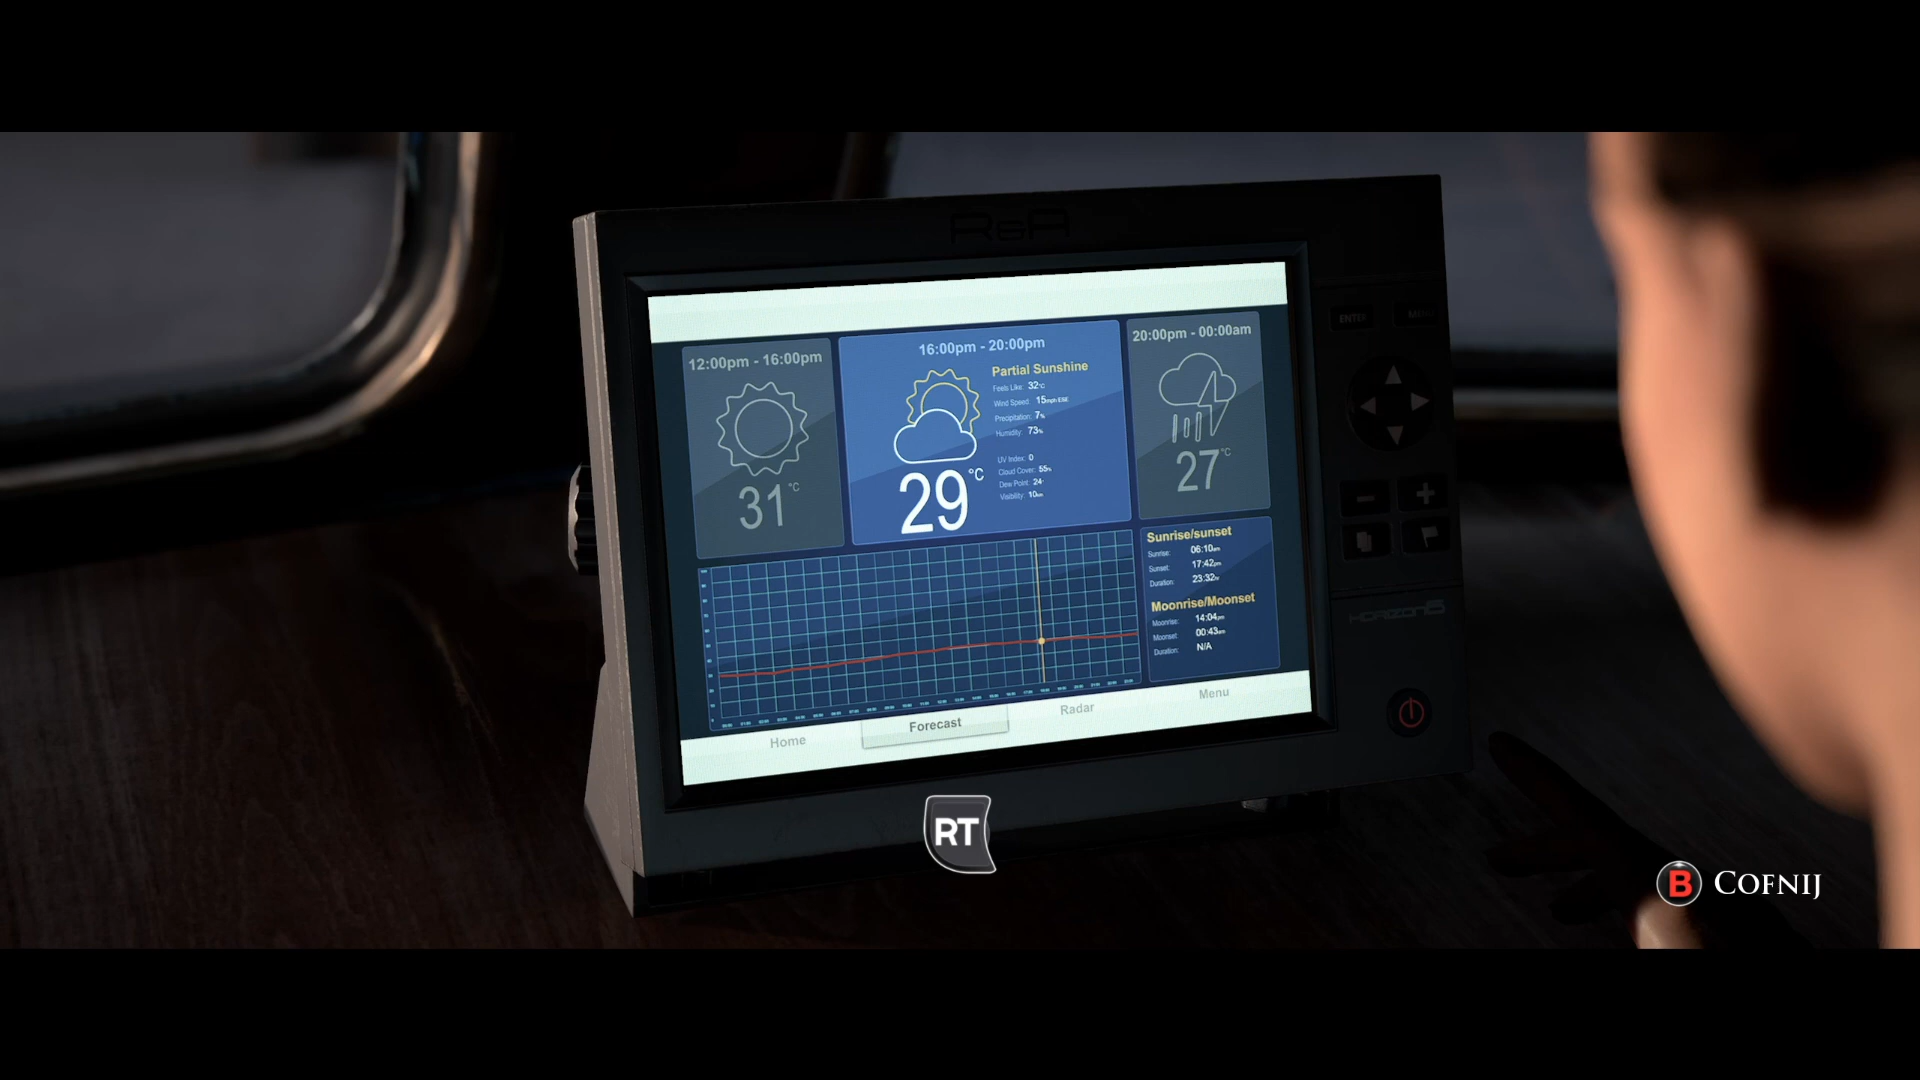 R&A
ENTER
MENU
12:00pm - 16:00pm
31°C
16:00pm - 20:00pm
Partial Sunshine
Feels Like: 32°C
Wind Speed: 15mph ESE
Precipitation: 7%
Humidity: 73%
UV Index: 0
Cloud Cover: 55%
Dew Point: 24°
Visibility: 10km
29°C
20:00pm - 00:00am
27°C
Sunrise/sunset
Sunrise: 06:10am
Sunset: 17:42pm
Duration: 23:32hr
Moonrise/Moonset
Moonrise: 14:04pm
Moonset: 00:43am
Duration: N/A
HORIZON6
Home
Forecast
Radar
Menu
RT
B COFNIJ